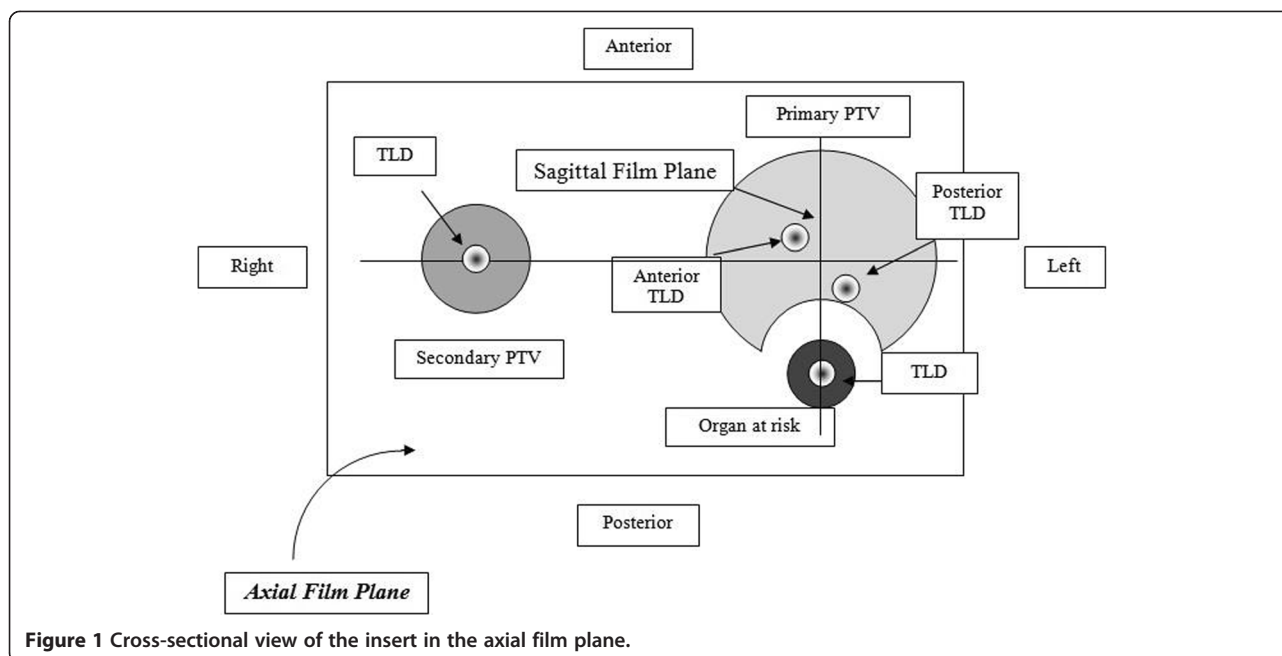 Anterior
Primary PTV
TLD
Sagittal Film Plane
Posterior
TLD
Right
Anterior
TLD
Left
Secondary PTV
TLD
Organ at risk
Posterior
Axial Film Plane
Figure 1 Cross-sectional view of the insert in the axial film plane.